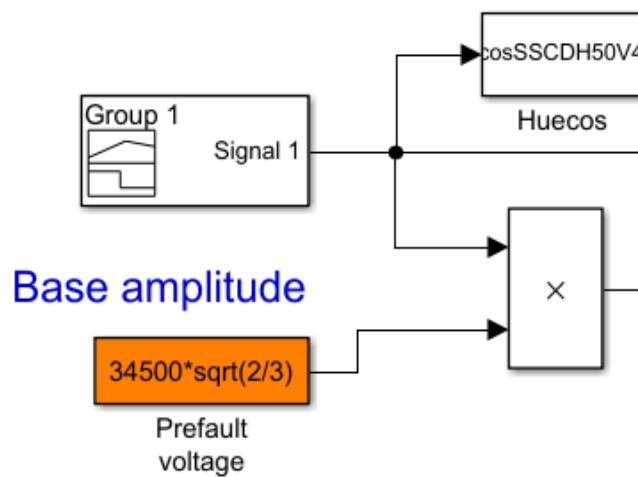 cosSSCDH50V4
Group 1
Signal 1
Huecos
Base amplitude
×
34500*sqrt(2/3)
Prefault
voltage